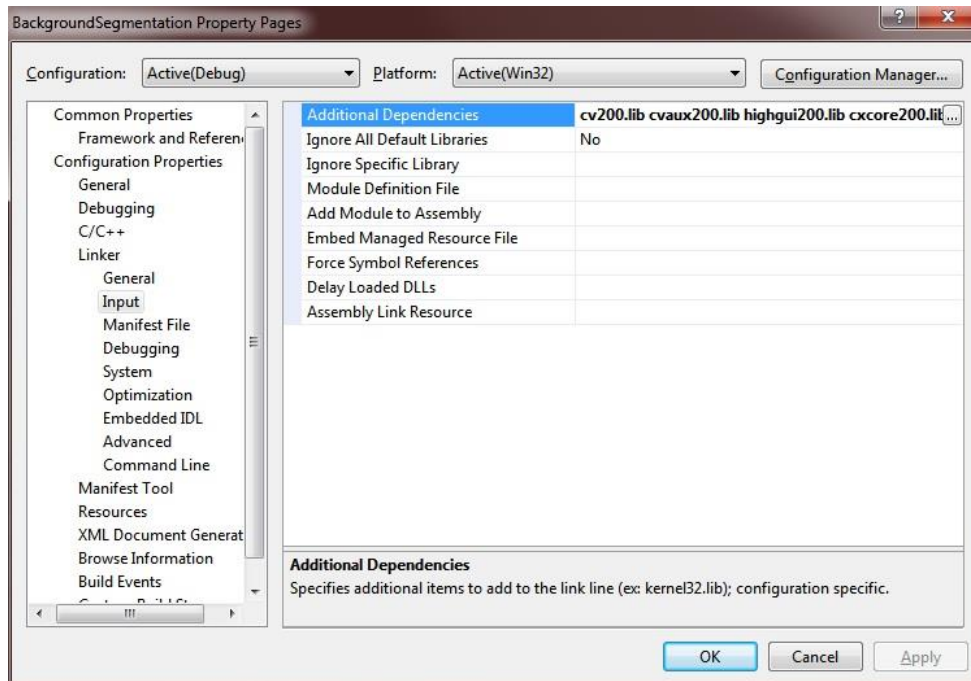 BackgroundSegmentation Property Pages
Configuration: Active(Debug) Platform: Active(Win32) Configuration Manager...
Common Properties
Framework and Referen
Configuration Properties
General
Debugging
C/C++
Linker
General
Input
Manifest File
Debugging
System
Optimization
Embedded IDL
Advanced
Command Line
Manifest Tool
Resources
XML Document Generat
Browse Information
Build Events
Additional Dependencies cv200.lib cvaux200.lib highgui200.lib cxcore200.lib ...
Ignore All Default Libraries No
Ignore Specific Library
Module Definition File
Add Module to Assembly
Embed Managed Resource File
Force Symbol References
Delay Loaded DLLs
Assembly Link Resource
Additional Dependencies
Specifies additional items to add to the link line (ex: kernel32.lib); configuration specific.
OK Cancel Apply